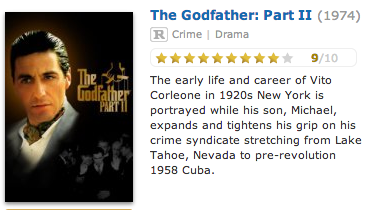 The Godfather: Part II (1974)
R Crime | Drama
9/10
The early life and career of Vito
Corleone in 1920s New York is
portrayed while his son, Michael,
expands and tightens his grip on his
crime syndicate stretching from Lake
Tahoe, Nevada to pre-revolution
1958 Cuba.
The
Godfather
PART II